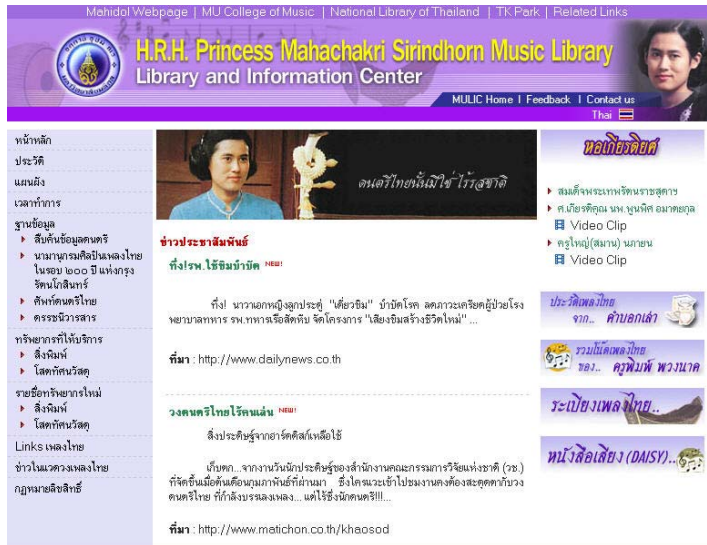 Mahidol Webpage | MU College of Music | National Library of Thailand | TK Park | Related Links
H.R.H. Princess Mahachakri Sirindhorn Music Library
Library and Information Center
MULIC Home | Feedback | Contact us
Thai
หน้าหลัก
ประวัติ
แผนผัง
เวลาทำการ
ฐานข้อมูล
สืบค้นข้อมูลดนตรี
นามานุกรมศิลปินเพลงไทย
ในรอบ ๒๐๐ ปี แห่งกรุง
รัตนโกสินทร์
ศัพท์ดนตรีไทย
ดรรชนีวารสาร
ทรัพยากรที่ให้บริการ
สิ่งพิมพ์
โสตทัศนวัสดุ
รายชื่อทรัพยากรใหม่
สิ่งพิมพ์
โสตทัศนวัสดุ
Links เพลงไทย
ข่าวในแวดวงเพลงไทย
กฎหมายลิขสิทธิ์
ดนตรีไทยนั้นมิใช่ไร้รสชาติ
ข่าวประชาสัมพันธ์
ทึ่ง!รพ.ใช้ขิมบำบัด NEW!
ทึ่ง! นาวาเอกหญิงลูกประดู่ "เดี่ยวขิม" บำบัดโรค ลดภาวะเครียดผู้ป่วยโรง
พยาบาลทหาร รพ.ทหารเรือสัตหีบ จัดโครงการ "เสียงขิมสร้างชีวิตใหม่" ...
ที่มา : http://www.dailynews.co.th
วงดนตรีไทยไร้คนเล่น NEW!
สิ่งประดิษฐ์จากอาร์ตติสท์เหลือใช้
เก็บตก...จากงานวันนักประดิษฐ์ของสำนักงานคณะกรรมการวิจัยแห่งชาติ (วช.)
ที่จัดขึ้นเมื่อต้นเดือนกุมภาพันธ์ที่ผ่านมา ซึ่งใครแวะเข้าไปชมงานคงต้องสะดุดตากับวง
ดนตรีไทย ที่กำลังบรรเลงเพลง... แต่ไร้ซึ่งนักดนตรี!!!...
ที่มา : http://www.matichon.co.th/khaosod
หอเกียรติยศ
สมเด็จพระเทพรัตนราชสุดาฯ
ศ.เกียรติคุณ นพ.พูนพิศ อมาตยกุล
Video Clip
ครูใหญ่(สมาน) นภายน
Video Clip
ประวัติเพลงไทย
จาก.. คำบอกเล่า
รวมโน้ตเพลงไทย
ของ.. ครูพิมพ์ พวงนาค
ระเบียงเพลงไทย..
หนังสือเสียง (DAISY)..